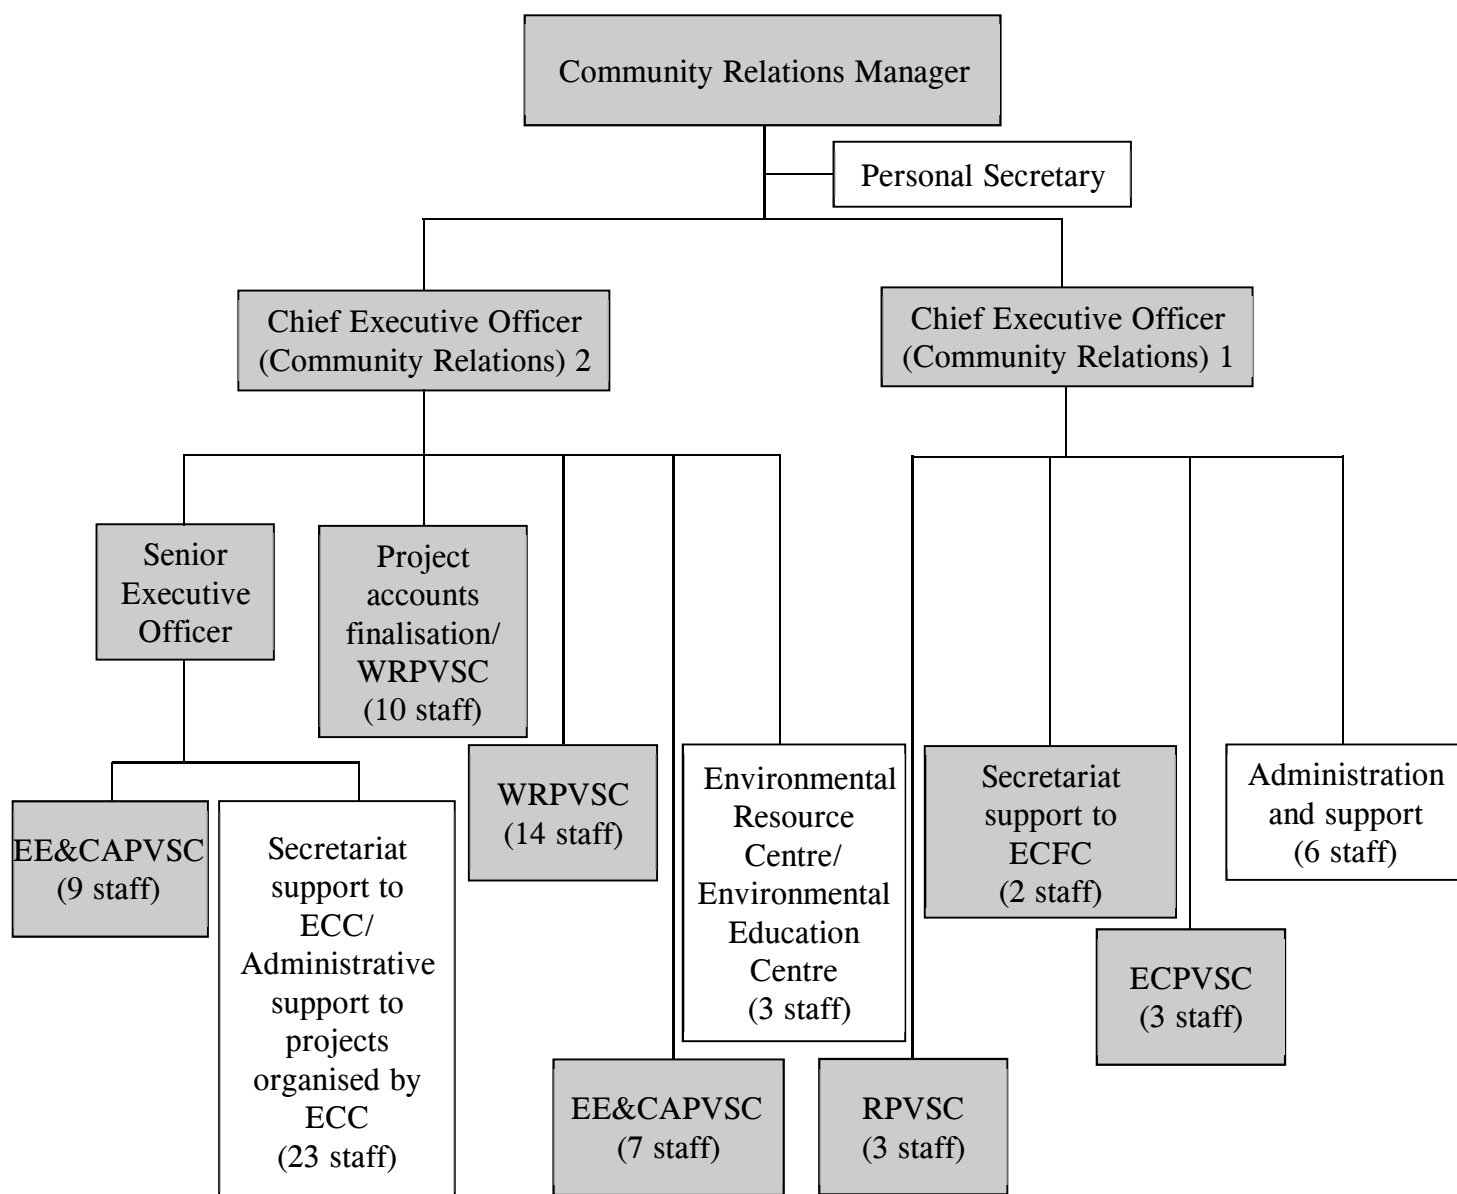 Community Relations Manager
Personal Secretary
Chief Executive Officer
(Community Relations) 2
Chief Executive Officer
(Community Relations) 1
Senior
Executive
Officer
Project
accounts
finalisation/
WRPVSC
(10 staff)
WRPVSC
(14 staff)
Environmental
Resource
Centre/
Environmental
Education
Centre
(3 staff)
Secretariat
support to
ECFC
(2 staff)
Administration
and support
(6 staff)
EE&CAPVSC
(9 staff)
Secretariat
support to
ECC/
Administrative
support to
projects
organised by
ECC
(23 staff)
ECPVSC
(3 staff)
EE&CAPVSC
(7 staff)
RPVSC
(3 staff)